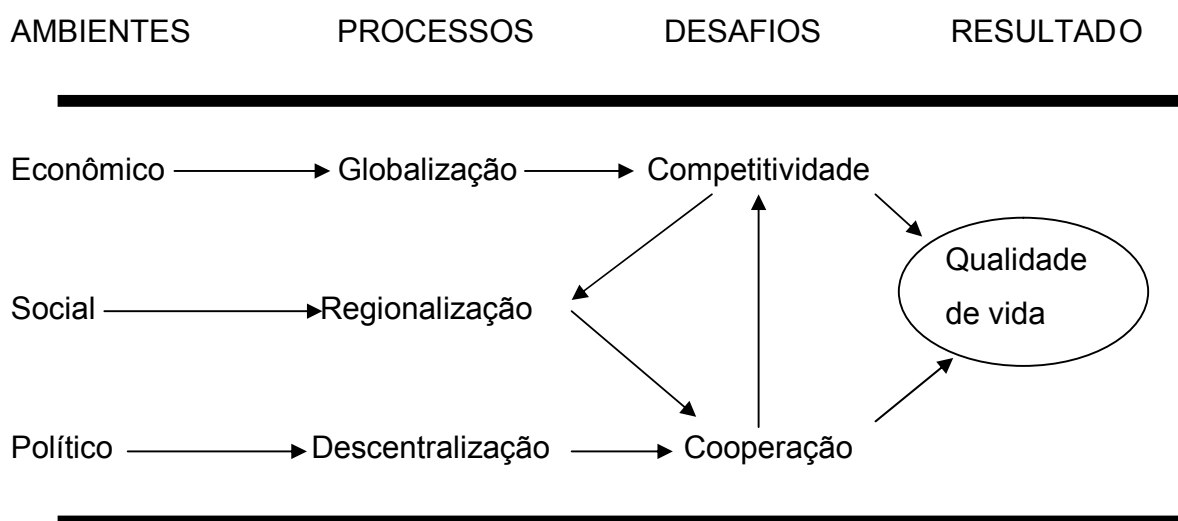 AMBIENTES PROCESSOS DESAFIOS RESULTADO
Econômico Globalização Competitividade
Qualidade
de vida
Social Regionalização
Político Descentralização Cooperação